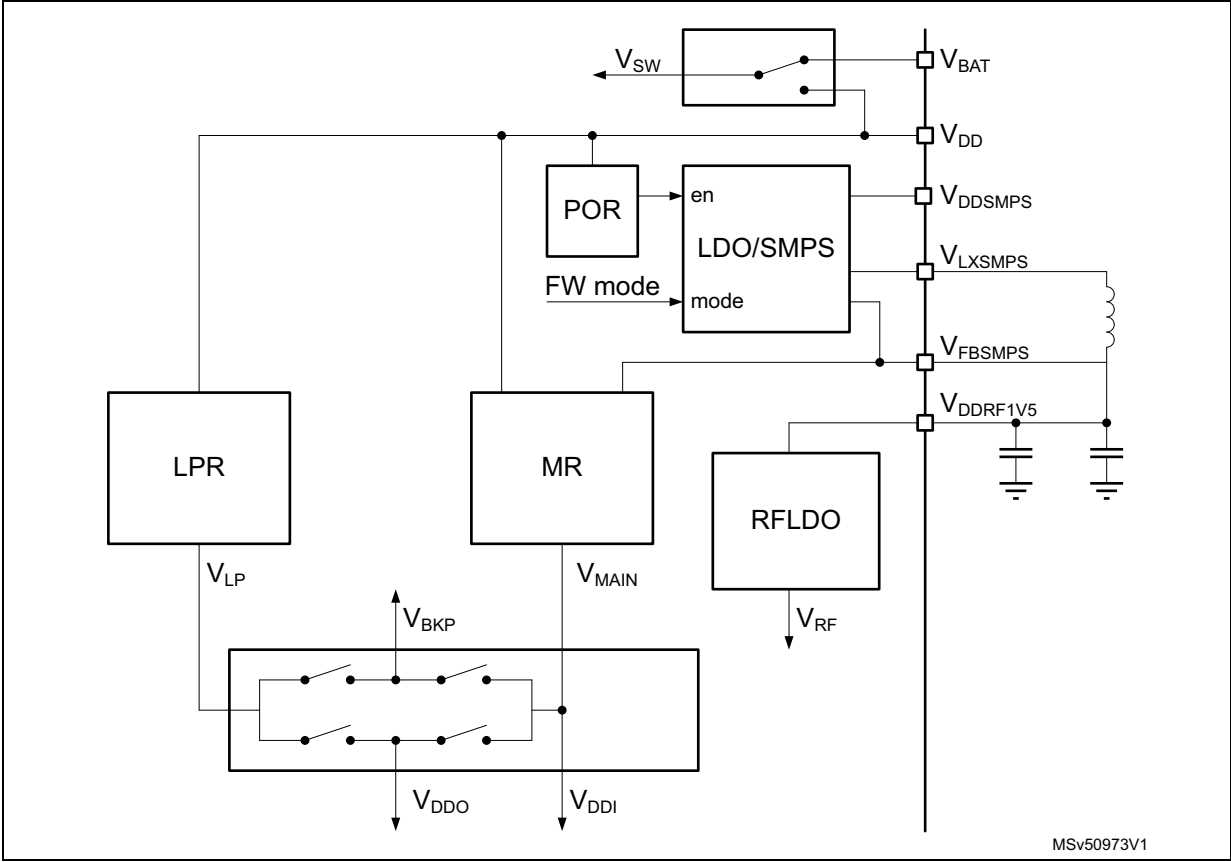 VSW
VBAT
VDD
POR
en
LDO/SMPS
VDDSMPS
VLXSMPS
FW mode
mode
VFBSMPS
VDDRF1V5
LPR
MR
RFLDO
VLP
VMAIN
VBKP
VRF
VDDO
VDDI
MSv50973V1